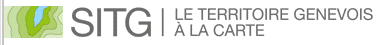 SITG | LE TERRITOIRE GENEVOIS
À LA CARTE